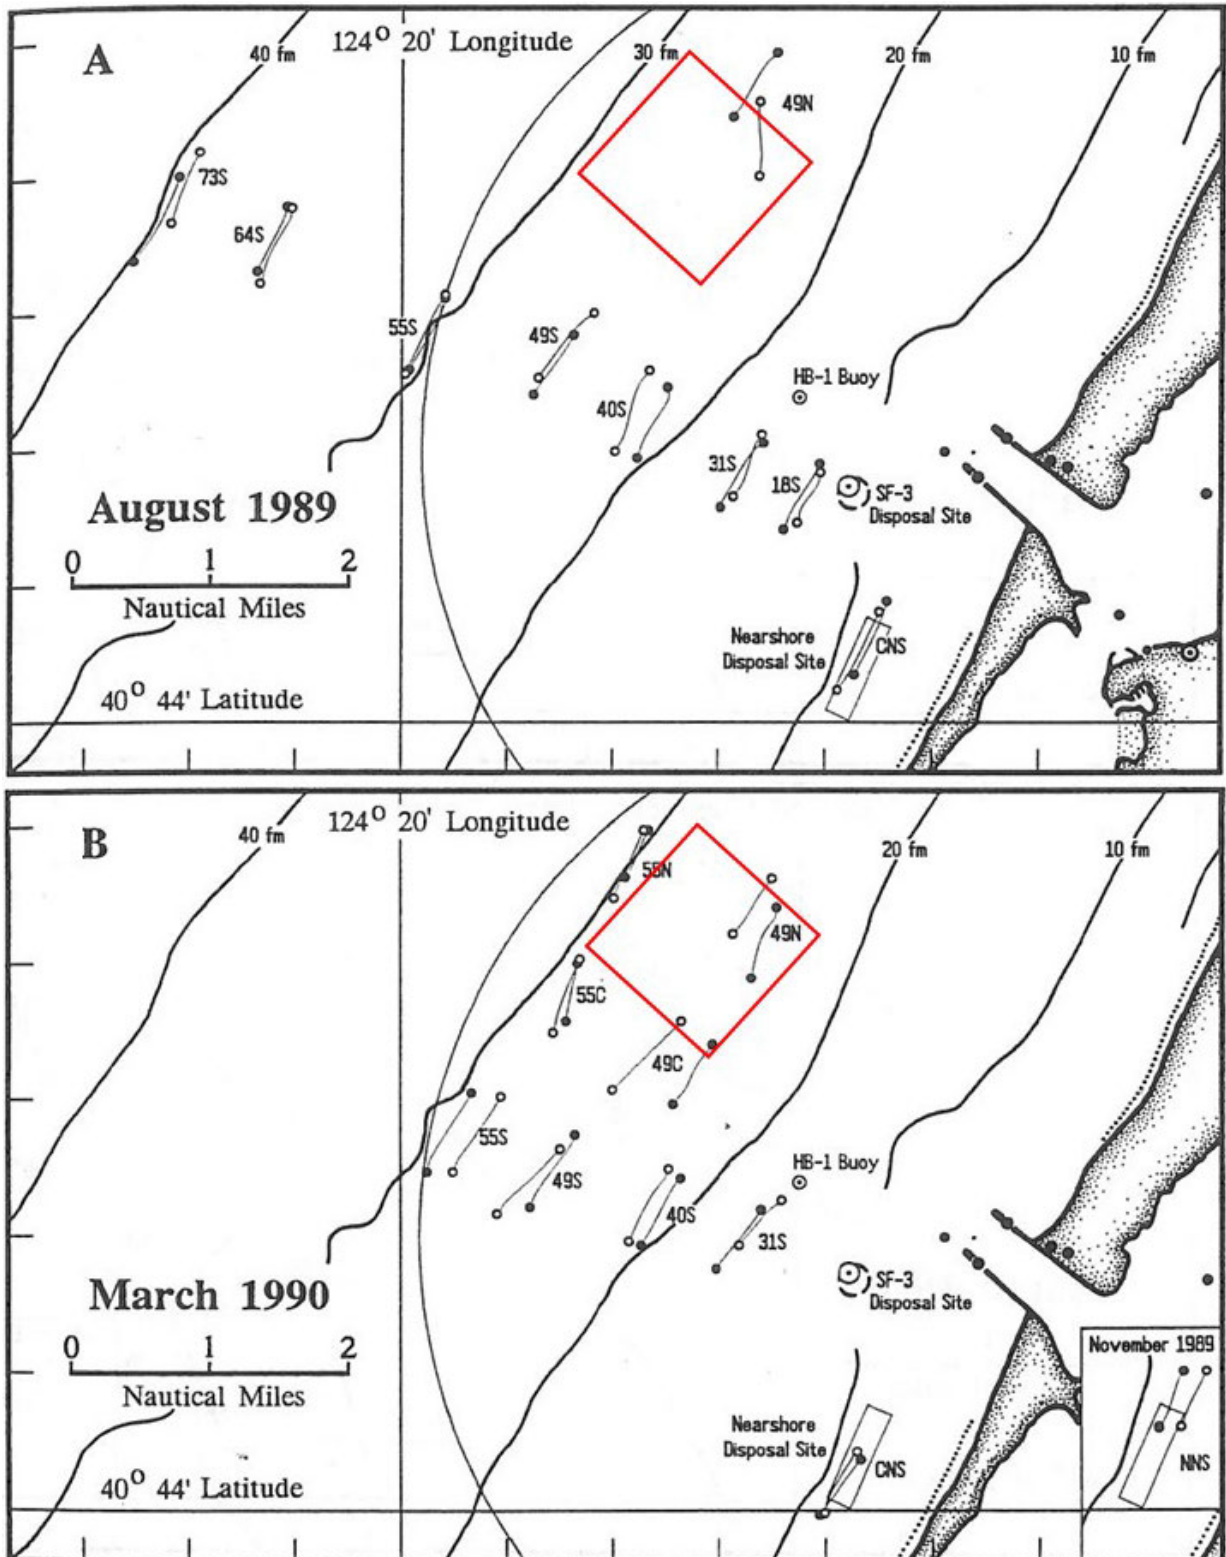 A
124° 20' Longitude
40 fm
30 fm
20 fm
10 fm
49N
73S
64S
55S
49S
HB-1 Buoy
40S
31S
18S
SF-3
Disposal Site
August 1989
0 1 2
Nautical Miles
Nearshore
Disposal Site
CNS
40° 44' Latitude
B
124° 20' Longitude
40 fm
20 fm
10 fm
55N
49N
55C
49C
55S
49S
HB-1 Buoy
40S
31S
SF-3
Disposal Site
March 1990
0 1 2
Nautical Miles
November 1989
NNS
Nearshore
Disposal Site
CNS
40° 44' Latitude